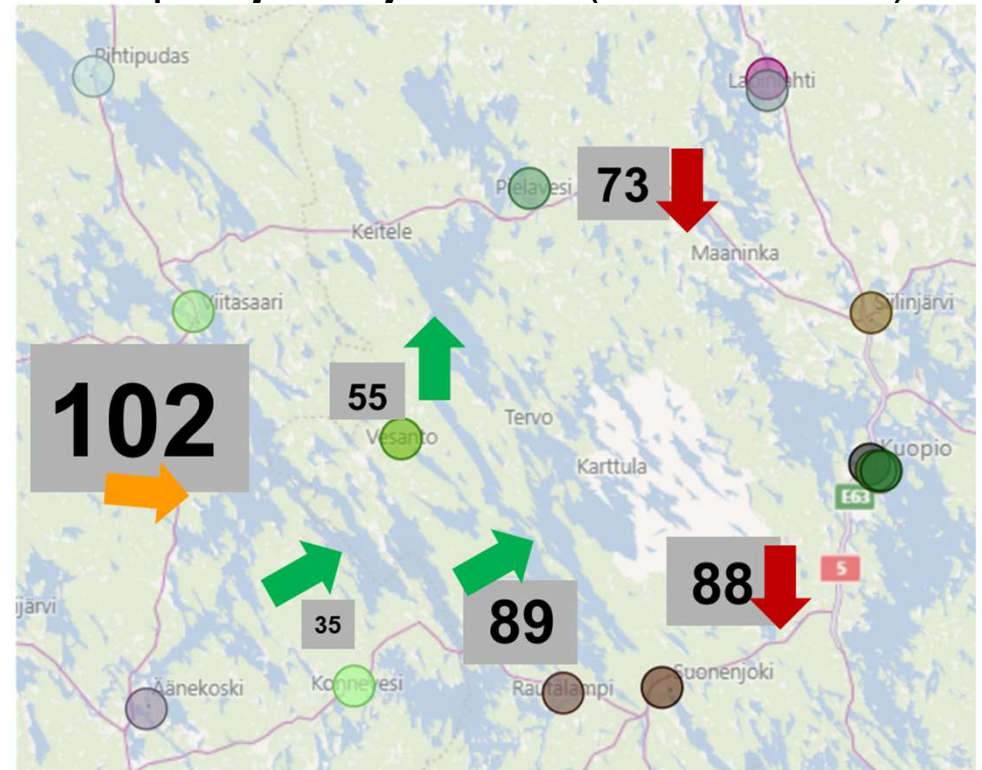 Pihtipudas
Lapinlahti
Pielavesi
73
Keitele
Maaninka
Viitasaari
Siilinjärvi
102
55
Tervo
Vesanto
Karttula
Kuopio
E63
5
88
35
89
ijärvi
Äänekoski
Konnevesi
Rautalampi
Suonenjoki